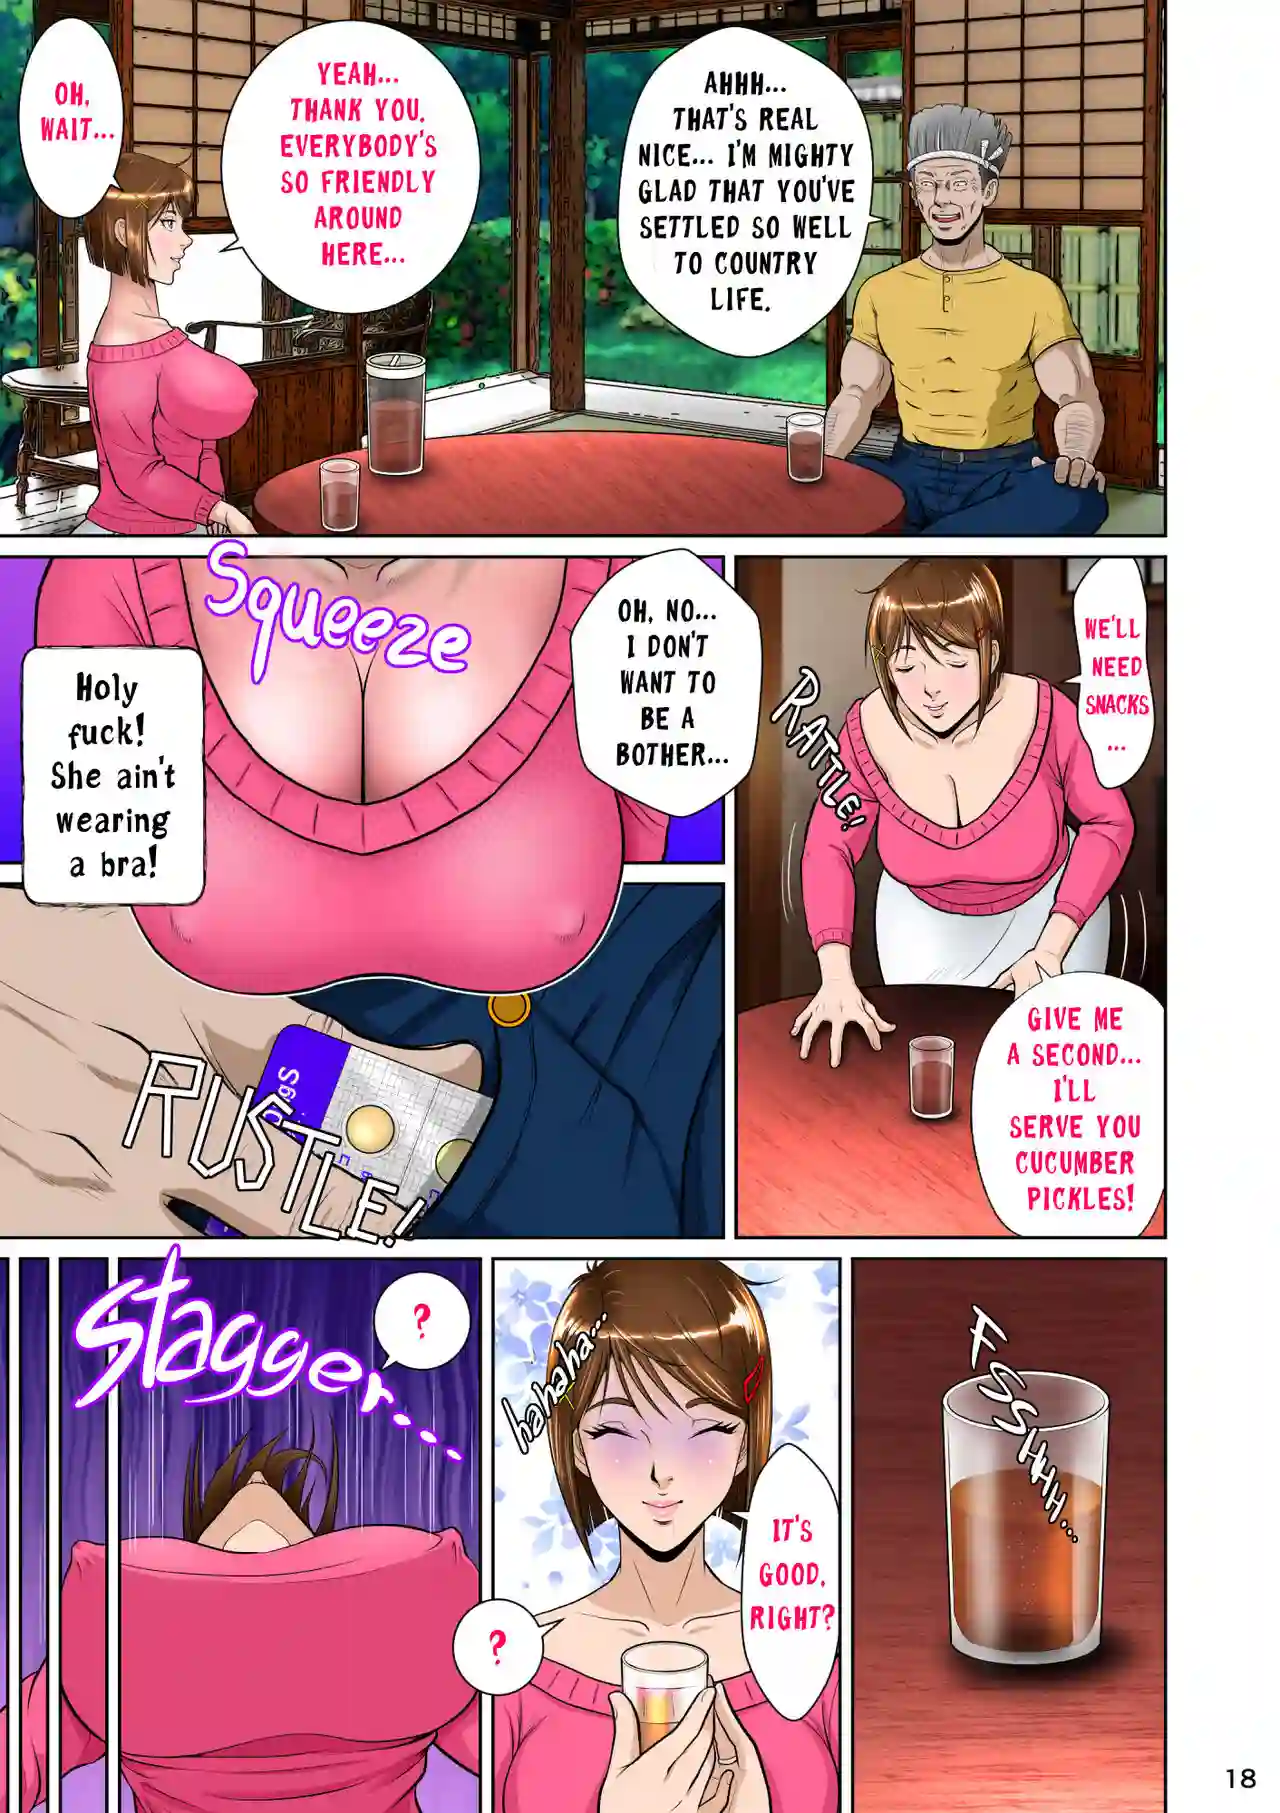 AHHH...
THAT'S REAL
NICE... I'M MIGHTY
GLAD THAT YOU'VE
SETTLED SO WELL
TO COUNTRY
LIFE.
YEAH...
THANK YOU.
EVERYBODY'S
SO FRIENDLY
AROUND
HERE...
OH,
WAIT...
WE'LL
NEED
SNACKS
...
RATTLE!
GIVE ME
A SECOND...
I'LL
SERVE YOU
CUCUMBER
PICKLES!
OH, NO...
I DON'T
WANT TO
BE A
BOTHER...
Squeeze
Holy
fuck!
She ain't
wearing
a bra!
RUSTLE!
FSSHHH...
hahaha...
IT'S
GOOD,
RIGHT?
?
Stagger...
?
18